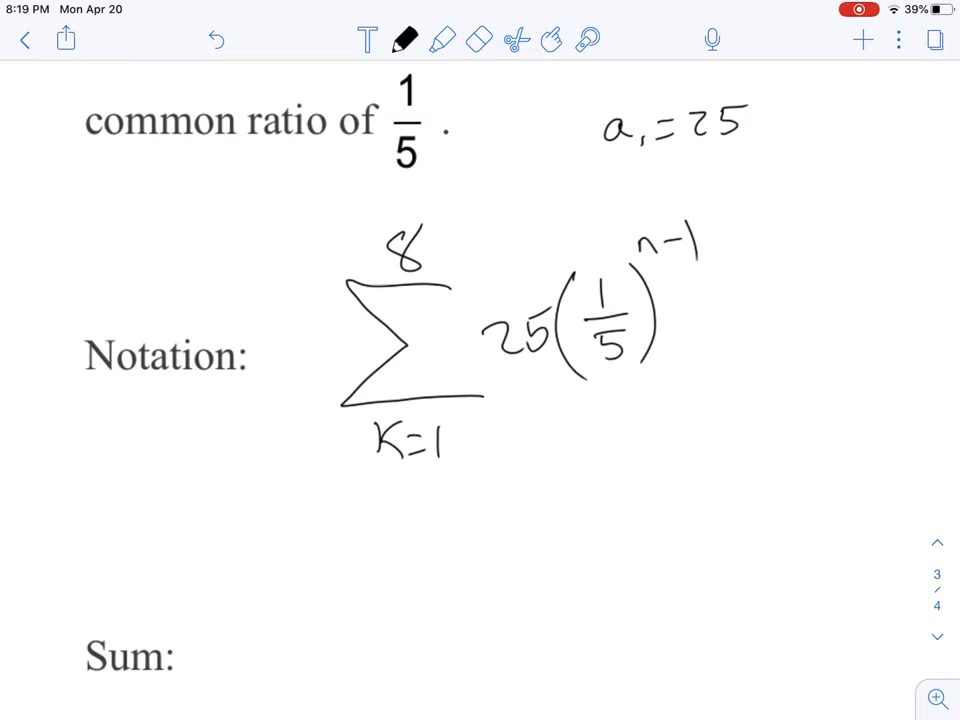 8:19 PM Mon Apr 20 39%
T
common ratio of 1/5 .
a₁ = 25
8
Notation: Σ 25(1/5)ⁿ⁻¹
K=1
3
/
4
Sum: